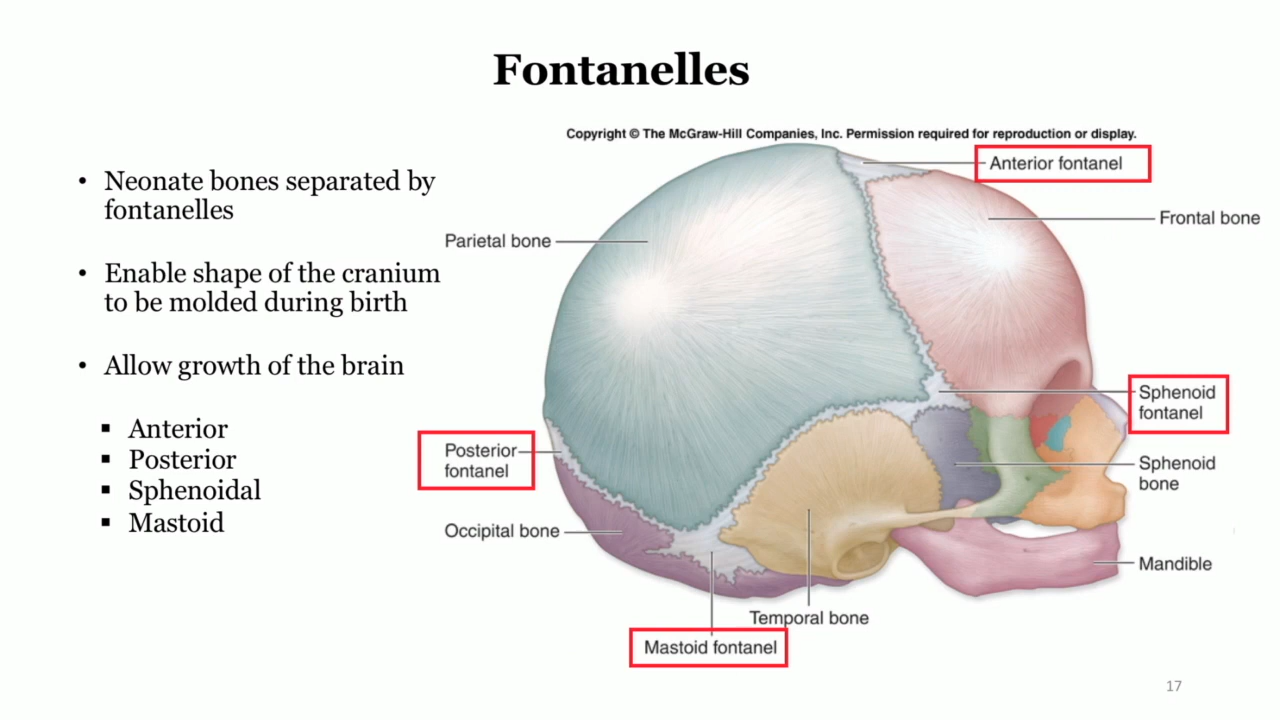 Fontanelles
Copyright © The McGraw-Hill Companies, Inc. Permission required for reproduction or display.
• Neonate bones separated by
fontanelles
• Enable shape of the cranium
to be molded during birth
• Allow growth of the brain
▪ Anterior
▪ Posterior
▪ Sphenoidal
▪ Mastoid
Anterior fontanel
Frontal bone
Parietal bone
Sphenoid
fontanel
Posterior
fontanel
Sphenoid
bone
Occipital bone
Mandible
Temporal bone
Mastoid fontanel
17